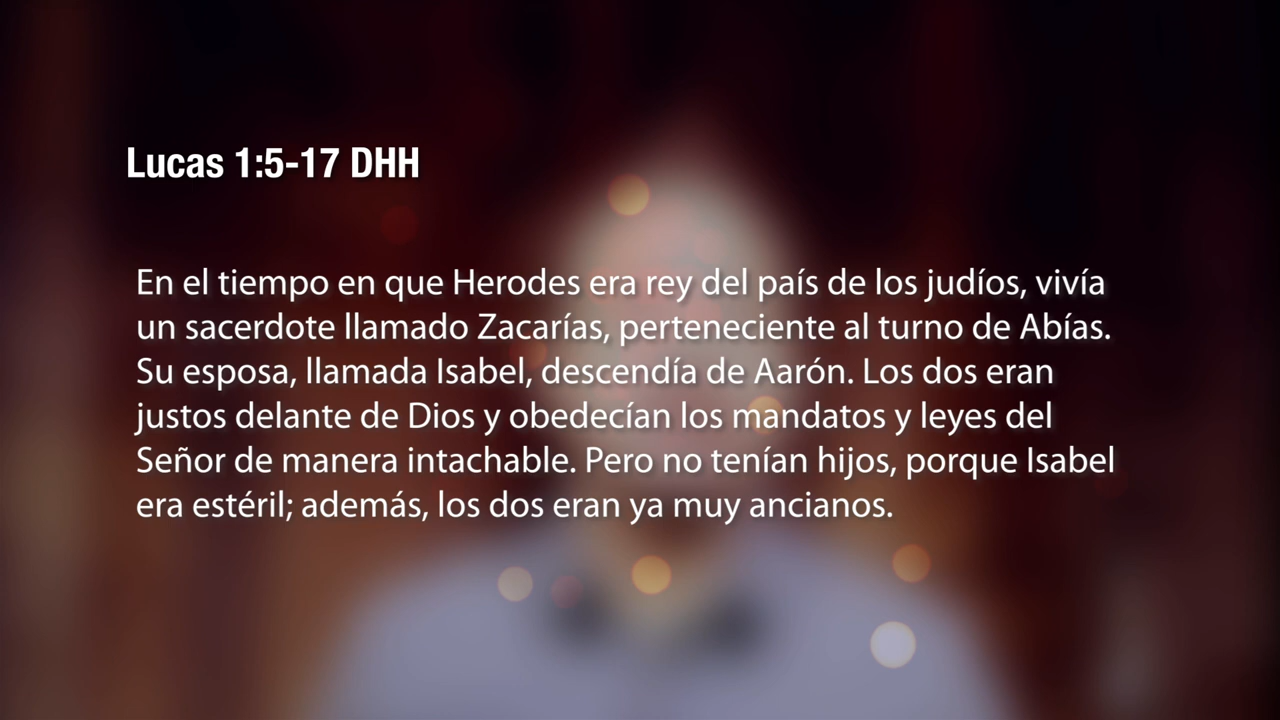 Lucas 1:5-17 DHH
En el tiempo en que Herodes era rey del país de los judíos, vivía
un sacerdote llamado Zacarías, perteneciente al turno de Abías.
Su esposa, llamada Isabel, descendía de Aarón. Los dos eran
justos delante de Dios y obedecían los mandatos y leyes del
Señor de manera intachable. Pero no tenían hijos, porque Isabel
era estéril; además, los dos eran ya muy ancianos.